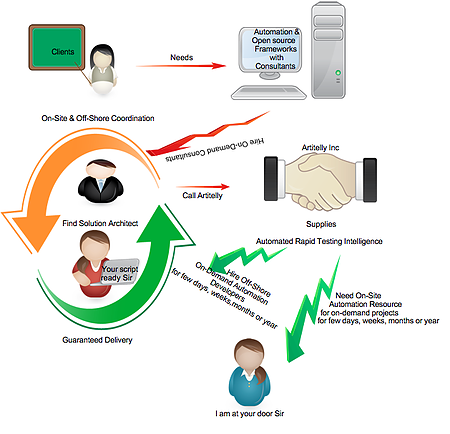 Clients
Needs
Automation &
Open source
Frameworks
with
Consultants
On-Site & Off-Shore Coordination
Hire On-Demand Consultants
Artitelly Inc
Find Solution Architect
Call Artitelly
Supplies
Automated Rapid Testing Intelligence
Your script
ready Sir
Hire Off-Shore
On-Demand Automation
Developers
for few days, weeks,months or year
Need On-Site
Automation Resource
for on-demand projects
for few days, weeks, months or year
Guaranteed Delivery
I am at your door Sir